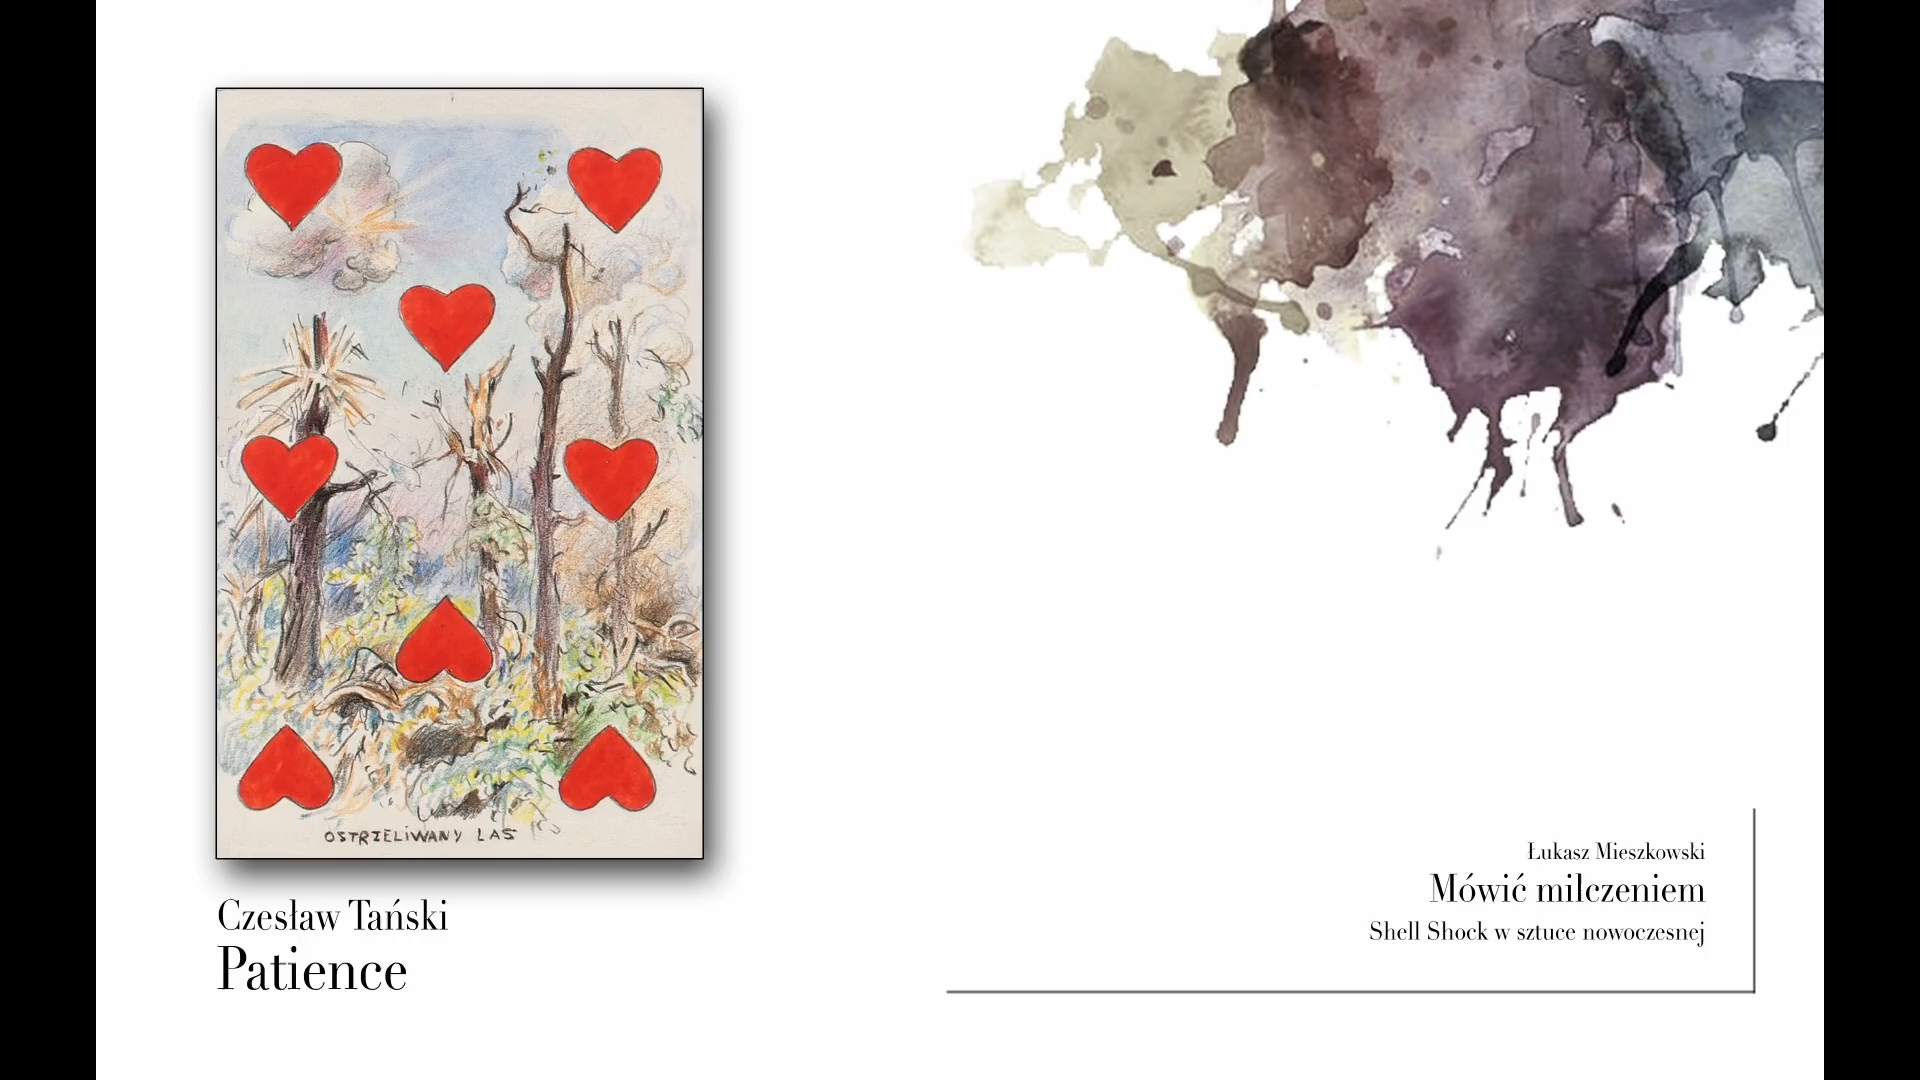 OSTRZELiWANY LAS
Czesław Tański
Patience
Łukasz Mieszkowski
Mówić milczeniem
Shell Shock w sztuce nowoczesnej